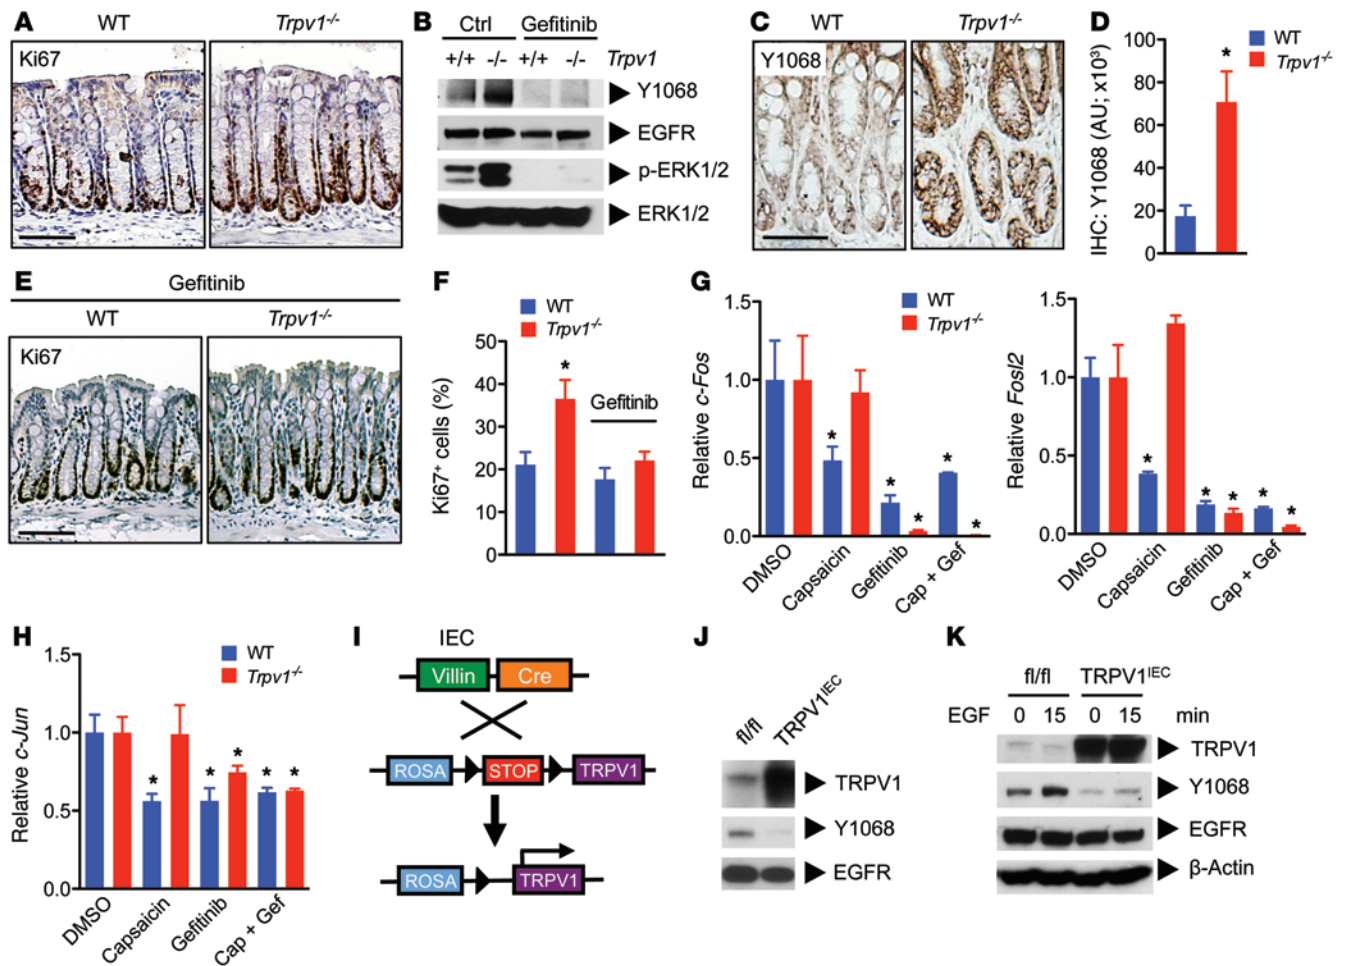 A
WT
Trpv1-/-
Ki67
B
Ctrl
Gefitinib
+/+ -/- +/+ -/- Trpv1
Y1068
EGFR
p-ERK1/2
ERK1/2
C
WT
Trpv1-/-
Y1068
D
WT
Trpv1-/-
IHC: Y1068 (AU; x10³)
100
80
60
40
20
0
*
E
Gefitinib
WT
Trpv1-/-
Ki67
F
WT
Trpv1-/-
Ki67⁺ cells (%)
50
40
30
20
10
0
*
Gefitinib
G
WT
Trpv1-/-
Relative c-Fos
1.5
1.0
0.5
0.0
* * * * *
DMSO
Capsaicin
Gefitinib
Cap + Gef
Relative Fosl2
1.5
1.0
0.5
0.0
* * * * *
DMSO
Capsaicin
Gefitinib
Cap + Gef
H
WT
Trpv1-/-
Relative c-Jun
1.5
1.0
0.5
0.0
* * * * *
DMSO
Capsaicin
Gefitinib
Cap + Gef
I
IEC
Villin Cre
ROSA STOP TRPV1
ROSA TRPV1
J
fl/fl
TRPV1IEC
TRPV1
Y1068
EGFR
K
fl/fl TRPV1IEC
EGF 0 15 0 15 min
TRPV1
Y1068
EGFR
β-Actin